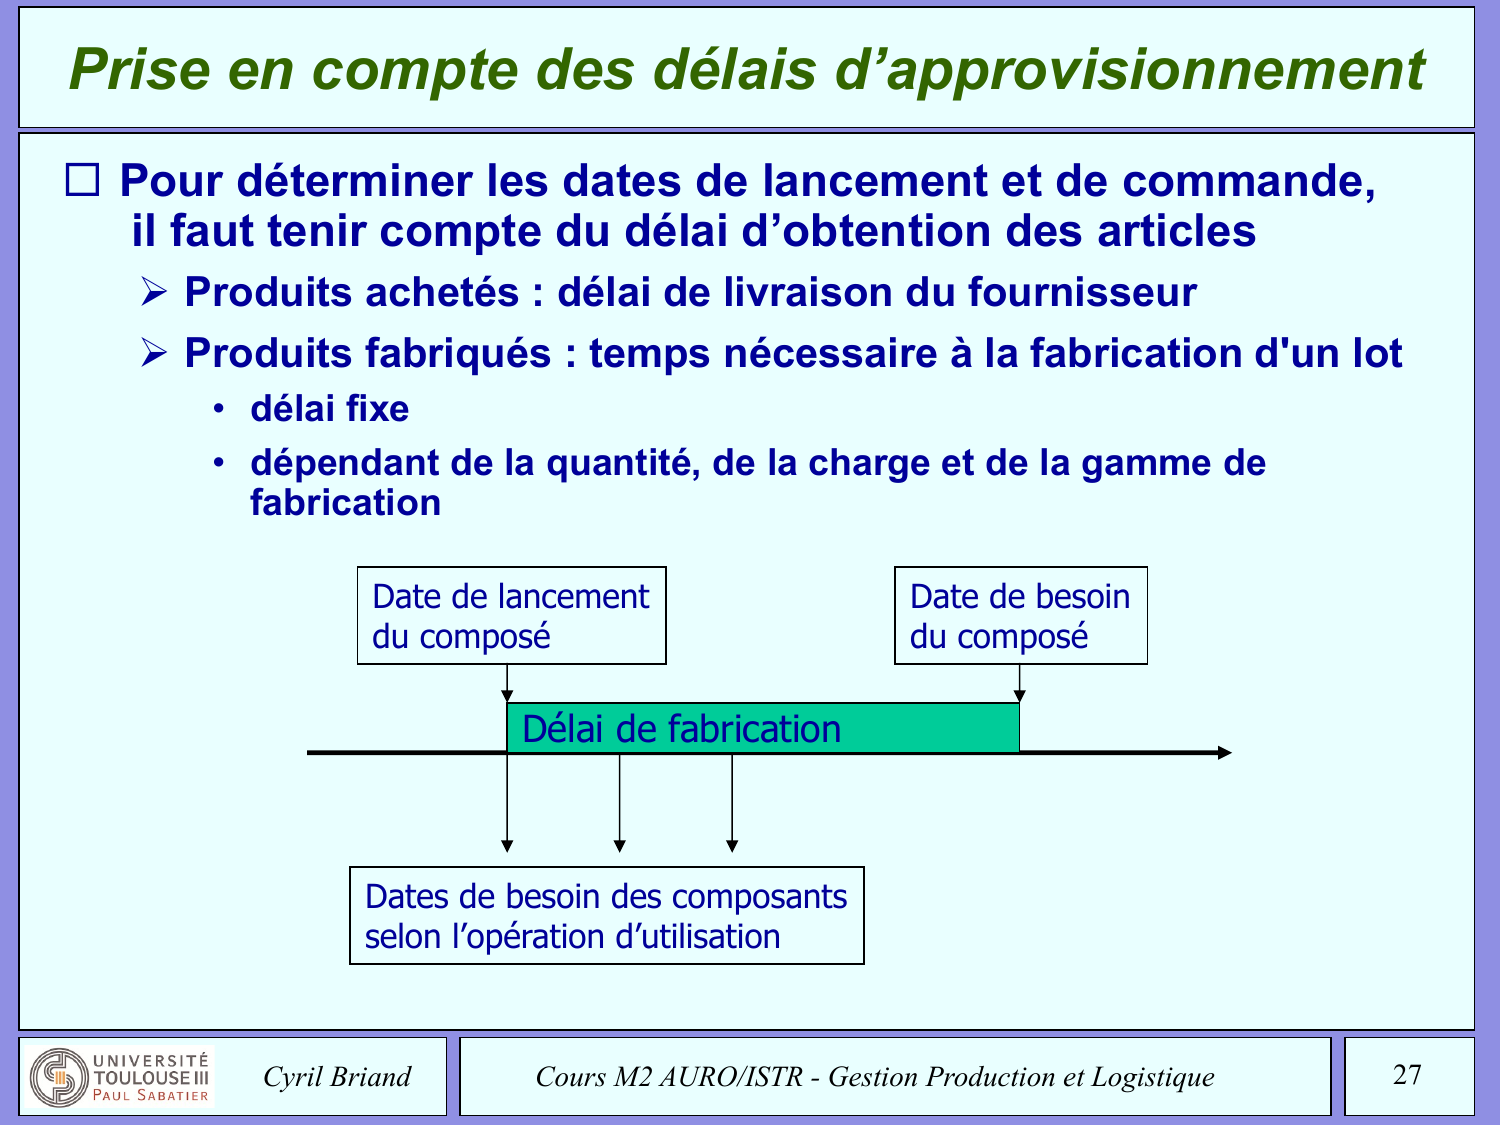 Prise en compte des délais d’approvisionnement
Pour déterminer les dates de lancement et de commande,
il faut tenir compte du délai d’obtention des articles
Produits achetés : délai de livraison du fournisseur
Produits fabriqués : temps nécessaire à la fabrication d'un lot
• délai fixe
• dépendant de la quantité, de la charge et de la gamme de
fabrication
Date de lancement
du composé
Date de besoin
du composé
Délai de fabrication
Dates de besoin des composants
selon l’opération d’utilisation
UNIVERSITÉ
TOULOUSE III
PAUL SABATIER
Cyril Briand
Cours M2 AURO/ISTR - Gestion Production et Logistique
27